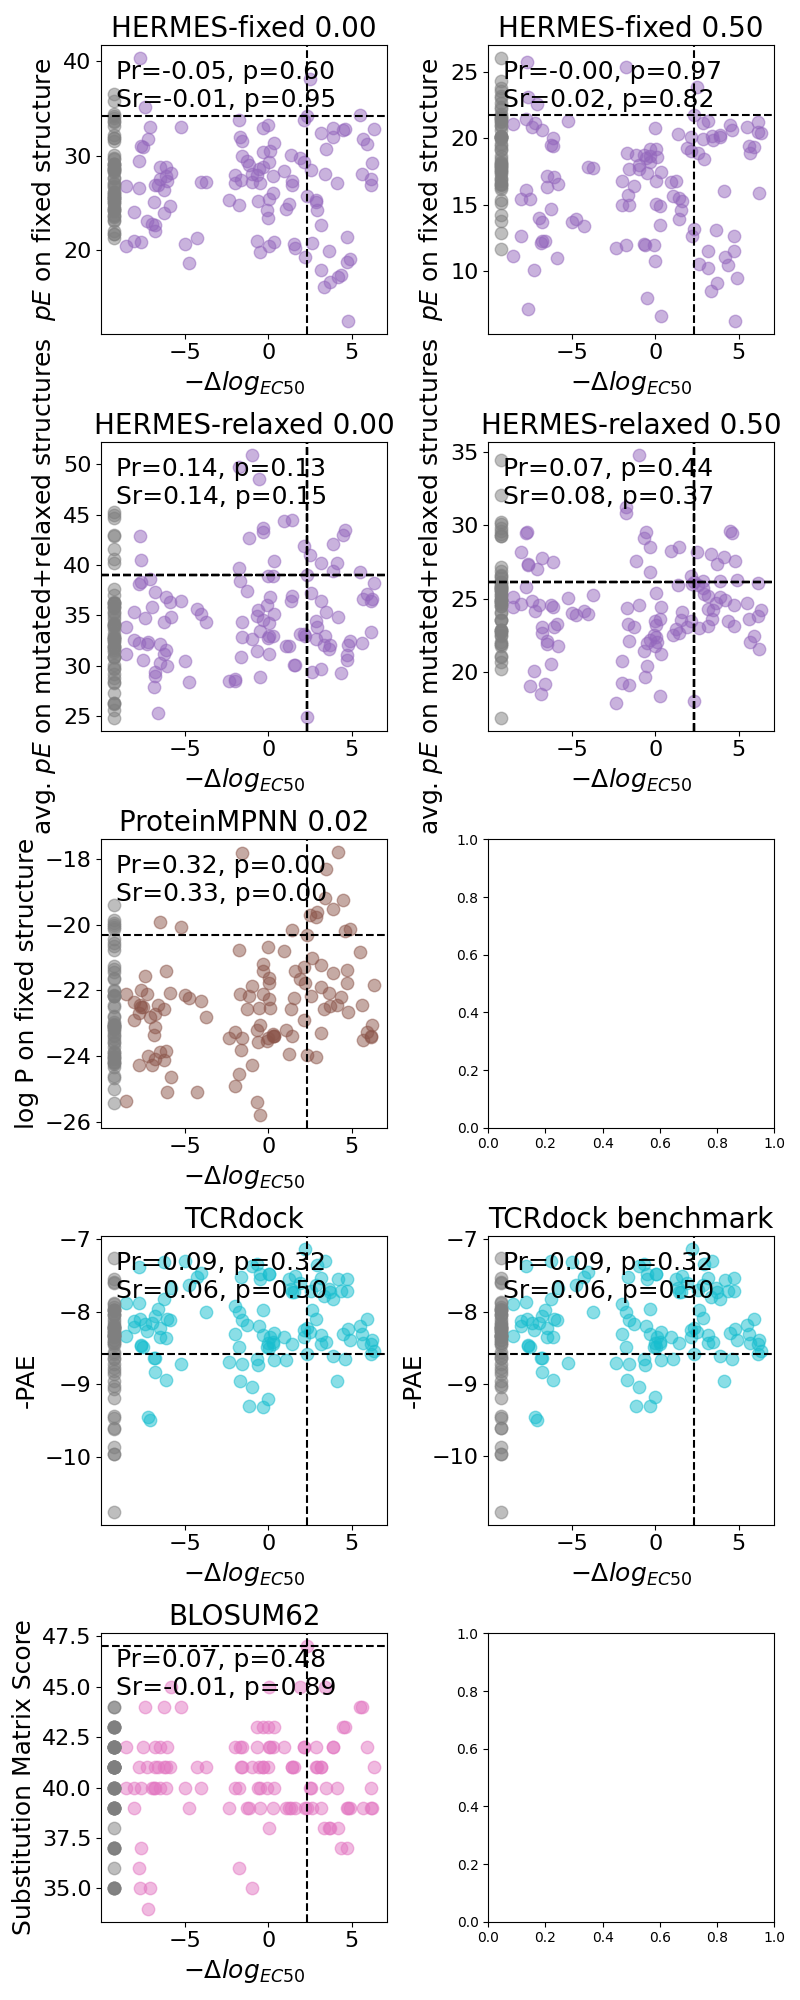 HERMES-fixed 0.00
HERMES-fixed 0.50
Pr=-0.05, p=0.60
Sr=-0.01, p=0.95
Pr=-0.00, p=0.97
Sr=0.02, p=0.82
pE on fixed structure
40
30
20
−5 0 5
−Δlog_EC50
pE on fixed structure
25
20
15
10
−5 0 5
−Δlog_EC50
HERMES-relaxed 0.00
HERMES-relaxed 0.50
Pr=0.14, p=0.13
Sr=0.14, p=0.15
Pr=0.07, p=0.44
Sr=0.08, p=0.37
avg. pE on mutated+relaxed structures
50
45
40
35
30
25
−5 0 5
−Δlog_EC50
avg. pE on mutated+relaxed structures
35
30
25
20
−5 0 5
−Δlog_EC50
ProteinMPNN 0.02
Pr=0.32, p=0.00
Sr=0.33, p=0.00
log P on fixed structure
−18
−20
−22
−24
−26
−5 0 5
−Δlog_EC50
1.0
0.8
0.6
0.4
0.2
0.0
0.0 0.2 0.4 0.6 0.8 1.0
TCRdock
TCRdock benchmark
Pr=0.09, p=0.32
Sr=0.06, p=0.50
Pr=0.09, p=0.32
Sr=0.06, p=0.50
-PAE
−7
−8
−9
−10
−5 0 5
−Δlog_EC50
-PAE
−7
−8
−9
−10
−5 0 5
−Δlog_EC50
BLOSUM62
Pr=0.07, p=0.48
Sr=-0.01, p=0.89
Substitution Matrix Score
47.5
45.0
42.5
40.0
37.5
35.0
−5 0 5
−Δlog_EC50
1.0
0.8
0.6
0.4
0.2
0.0
0.0 0.2 0.4 0.6 0.8 1.0